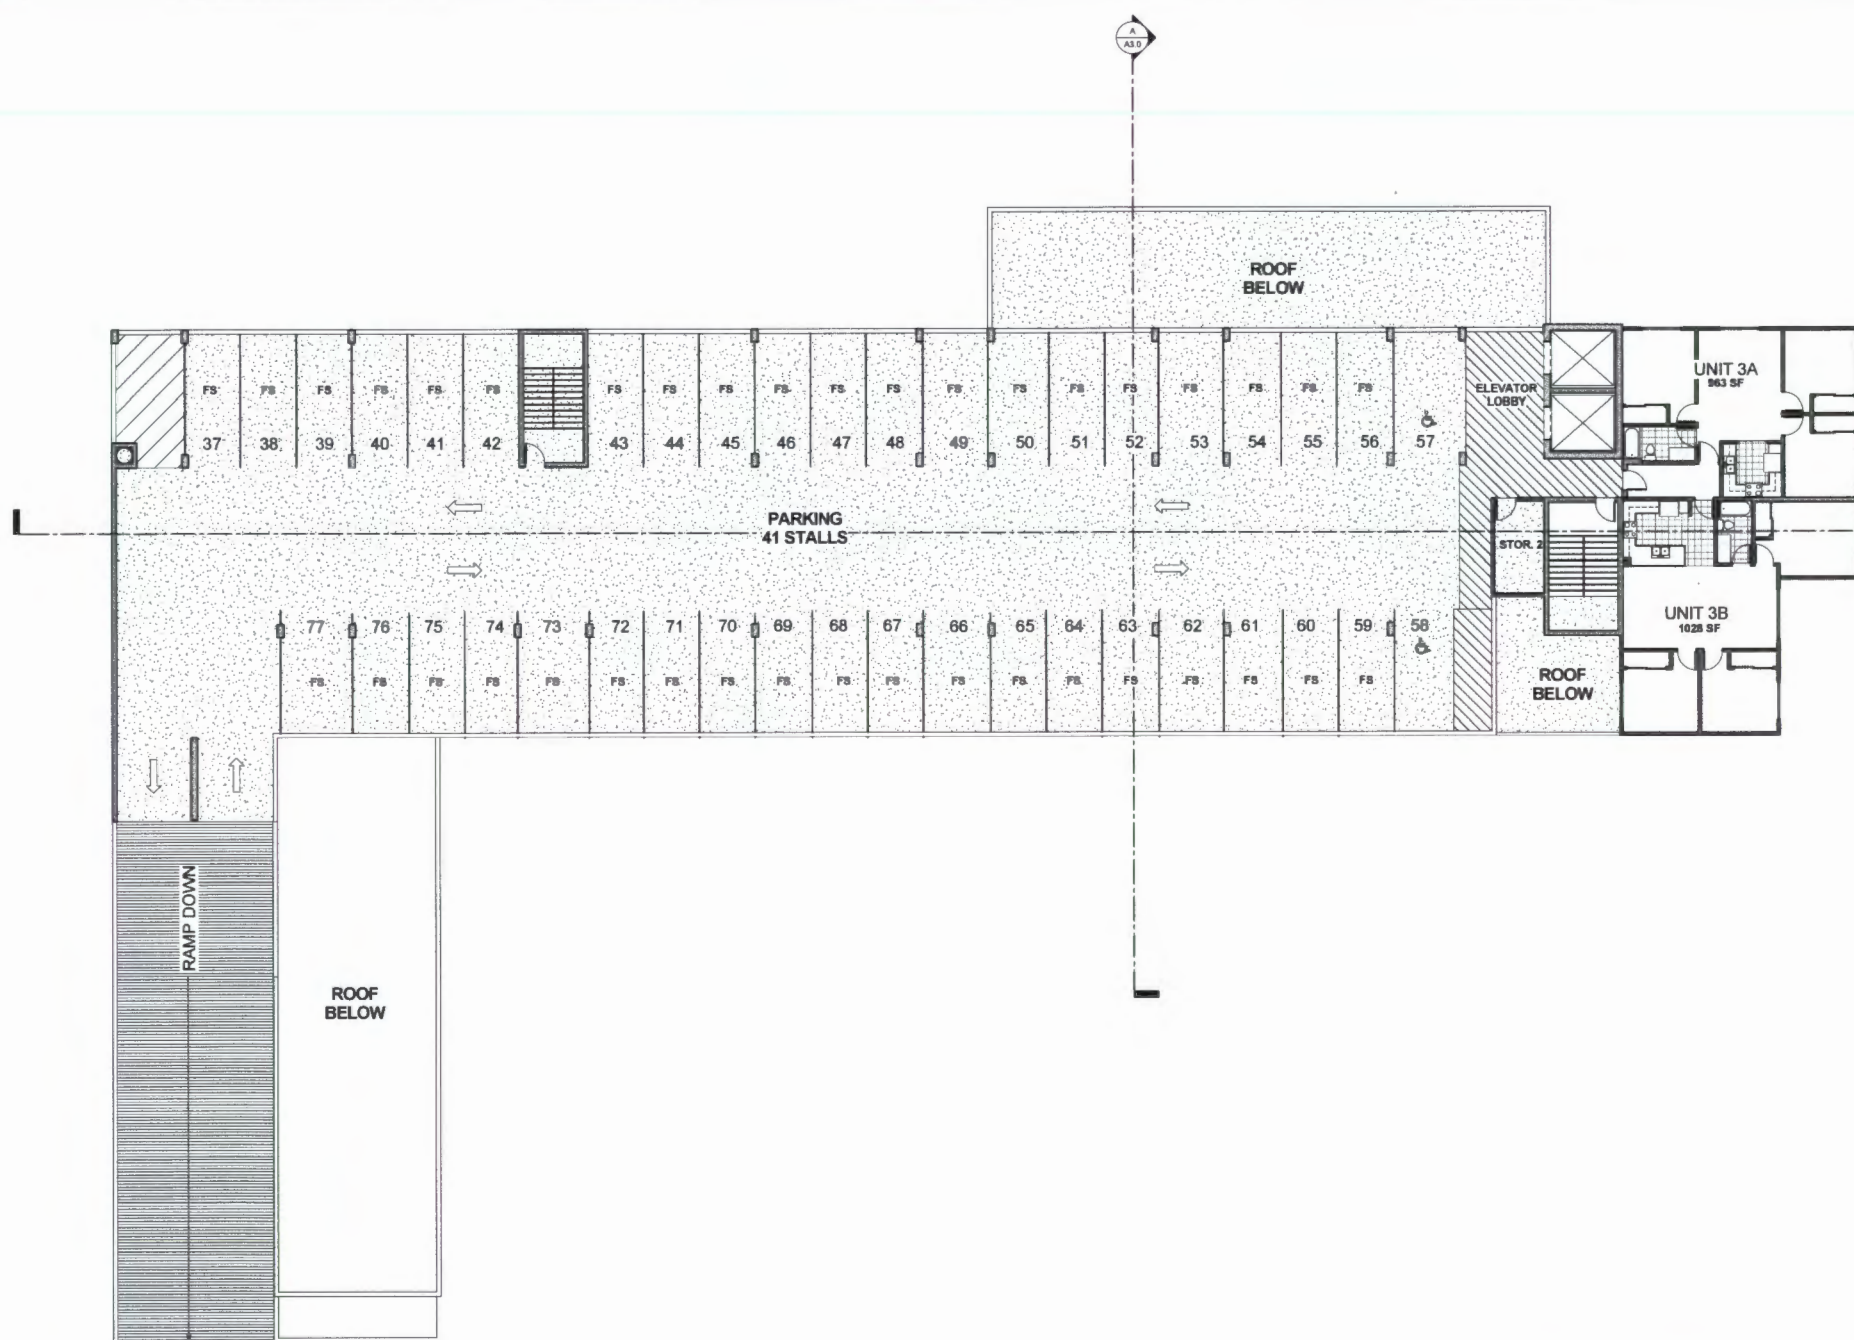 A
A3.0
ROOF
BELOW
FS FS FS FS FS FS FS FS FS FS FS FS FS FS FS FS FS FS FS FS
37 38 39 40 41 42 43 44 45 46 47 48 49 50 51 52 53 54 55 56 57
ELEVATOR
LOBBY
UNIT 3A
963 SF
PARKING
41 STALLS
STOR. 2
77 76 75 74 73 72 71 70 69 68 67 66 65 64 63 62 61 60 59 58
FS FS FS FS FS FS FS FS FS FS FS FS FS FS FS FS FS FS FS
UNIT 3B
1028 SF
ROOF
BELOW
RAMP DOWN
ROOF
BELOW